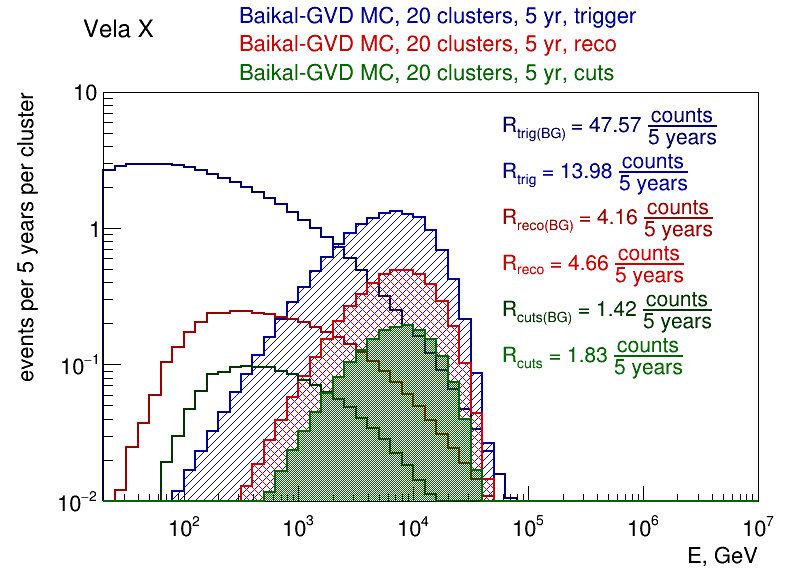 Vela X
Baikal-GVD MC, 20 clusters, 5 yr, trigger
Baikal-GVD MC, 20 clusters, 5 yr, reco
Baikal-GVD MC, 20 clusters, 5 yr, cuts
events per 5 years per cluster
10
1
10⁻¹
10⁻²
R_trig(BG) = 47.57 counts/5 years
R_trig = 13.98 counts/5 years
R_reco(BG) = 4.16 counts/5 years
R_reco = 4.66 counts/5 years
R_cuts(BG) = 1.42 counts/5 years
R_cuts = 1.83 counts/5 years
10² 10³ 10⁴ 10⁵ 10⁶ 10⁷
E, GeV